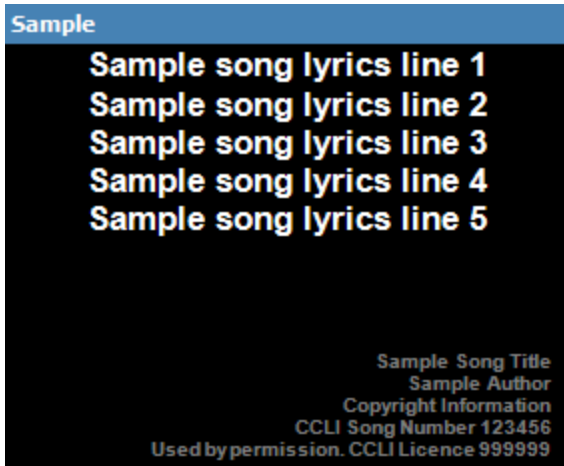 Sample
Sample song lyrics line 1
Sample song lyrics line 2
Sample song lyrics line 3
Sample song lyrics line 4
Sample song lyrics line 5
Sample Song Title
Sample Author
Copyright Information
CCLI Song Number 123456
Used by permission. CCLI Licence 999999